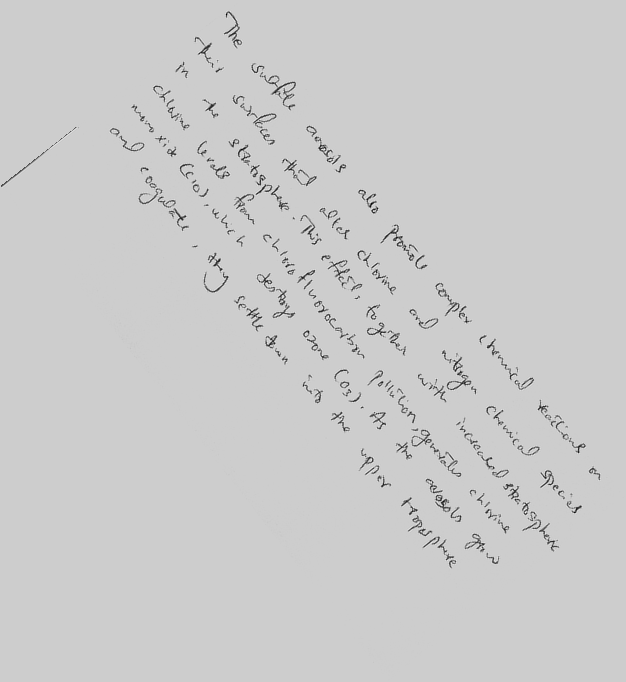 The sulfate aerosols also promote complex chemical reactions on
their surfaces that alter chlorine and nitrogen chemical species
in the stratosphere. This effect, together with increased stratospheric
chlorine levels from chlorofluorocarbon pollution, generates chlorine
monoxide (ClO), which destroys ozone (O3). As the aerosols grow
and coagulate, they settle down into the upper troposphere